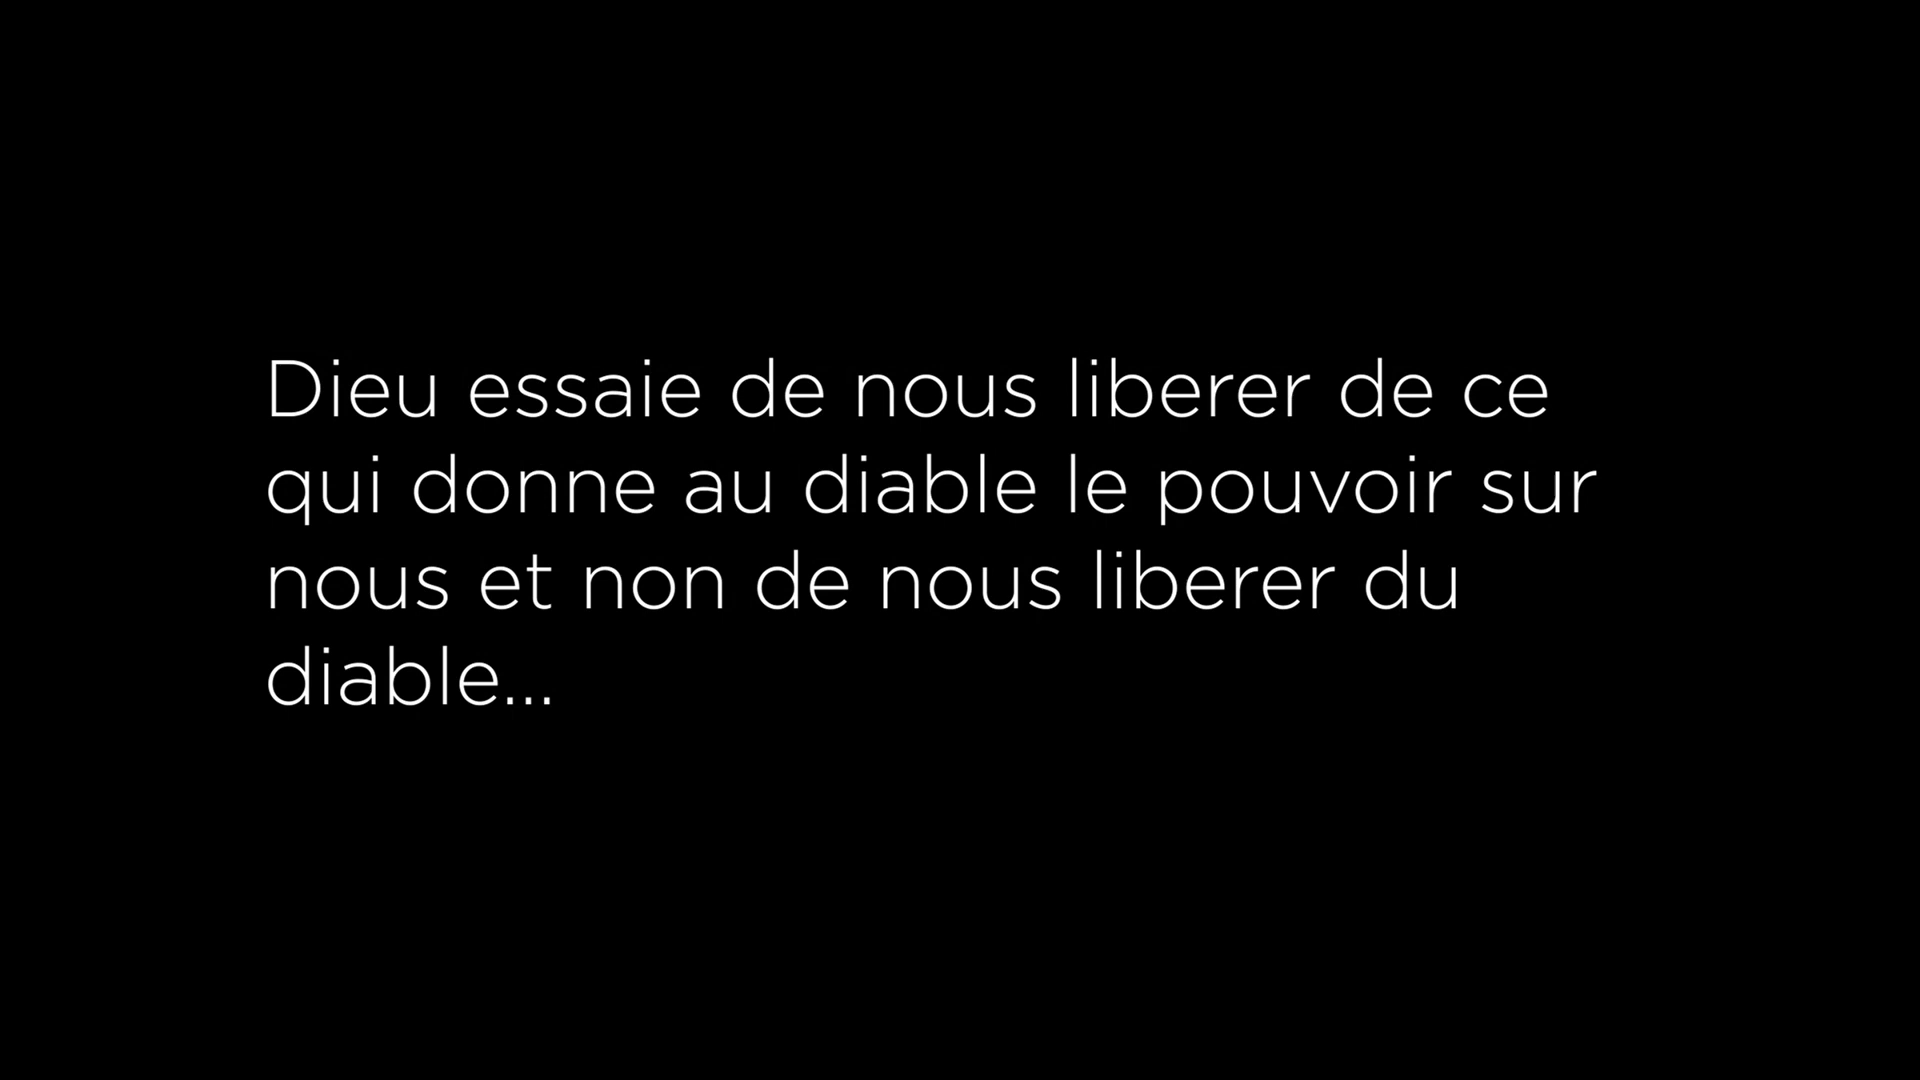 Dieu essaie de nous liberer de ce
qui donne au diable le pouvoir sur
nous et non de nous liberer du
diable...